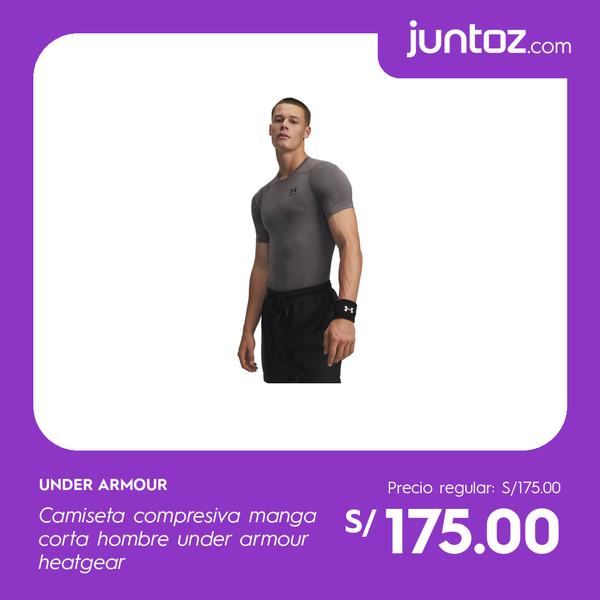 juntoz.com
UNDER ARMOUR
Camiseta compresiva manga
corta hombre under armour
heatgear
Precio regular: S/175.00
S/175.00